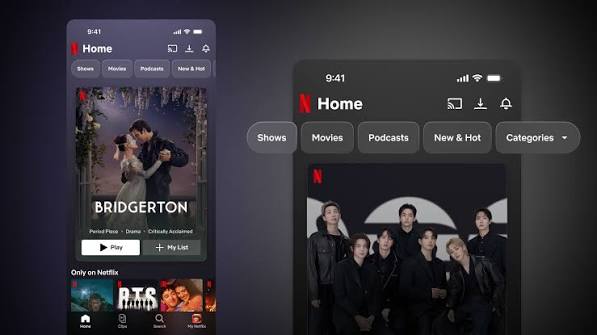 9:41
N Home
Shows Movies Podcasts New & Hot
N
BRIDGERTON
Period Piece • Drama • Critically Acclaimed
Play + My List
Only on Netflix
N N N
BTS
Home Clips Search My Netflix
9:41
N Home
Shows Movies Podcasts New & Hot Categories
N